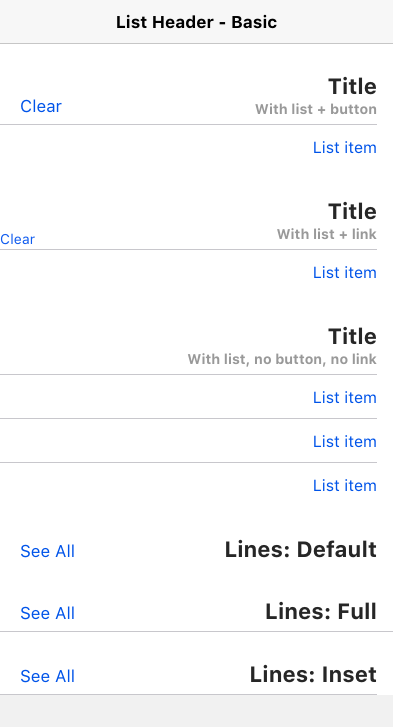 List Header - Basic
Title
With list + button
Clear
List item
Title
With list + link
Clear
List item
Title
With list, no button, no link
List item
List item
List item
Lines: Default
See All
Lines: Full
See All
Lines: Inset
See All